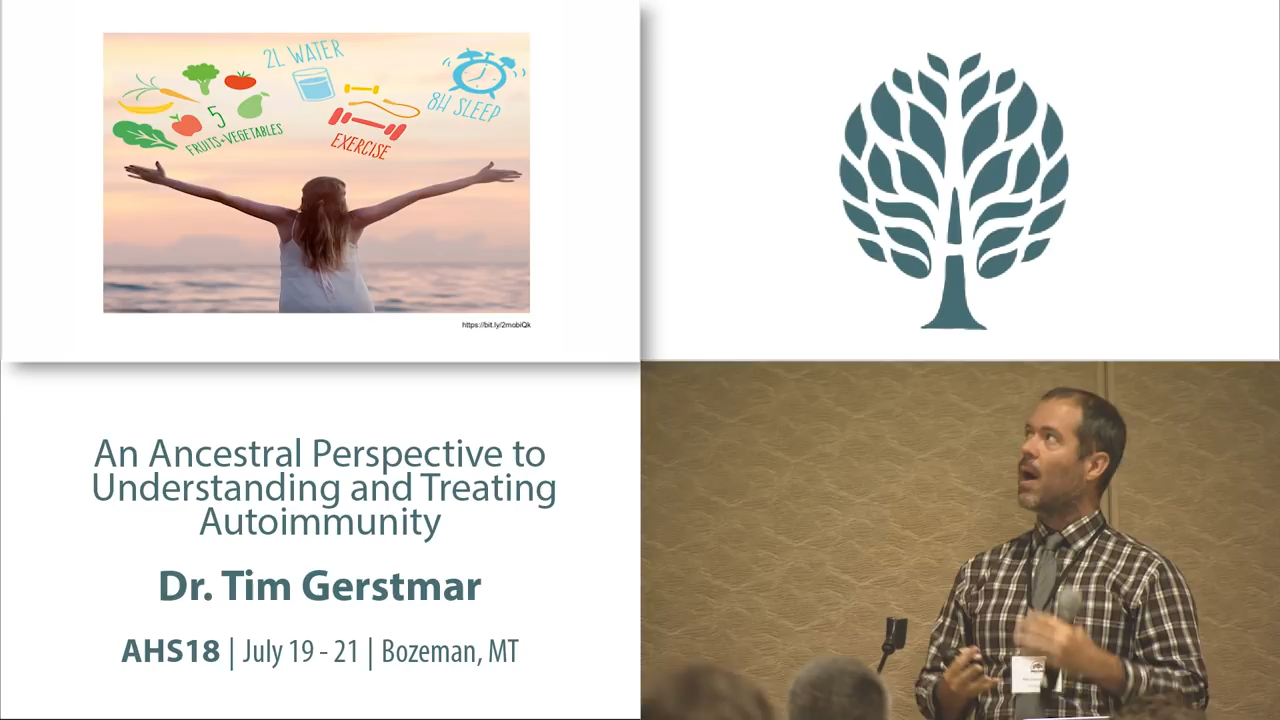 2L WATER
8H SLEEP
5
FRUITS+VEGETABLES
EXERCISE
https://bit.ly/2mobiQk
An Ancestral Perspective to
Understanding and Treating
Autoimmunity
Dr. Tim Gerstmar
AHS18 | July 19 - 21 | Bozeman, MT